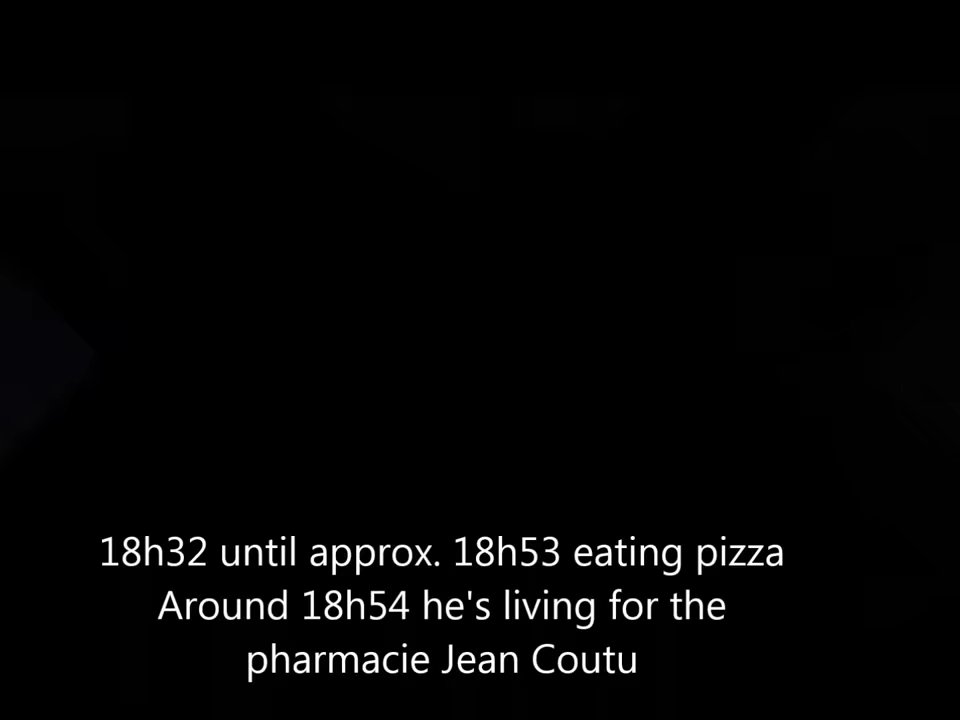 18h32 until approx. 18h53 eating pizza
Around 18h54 he's living for the
pharmacie Jean Coutu